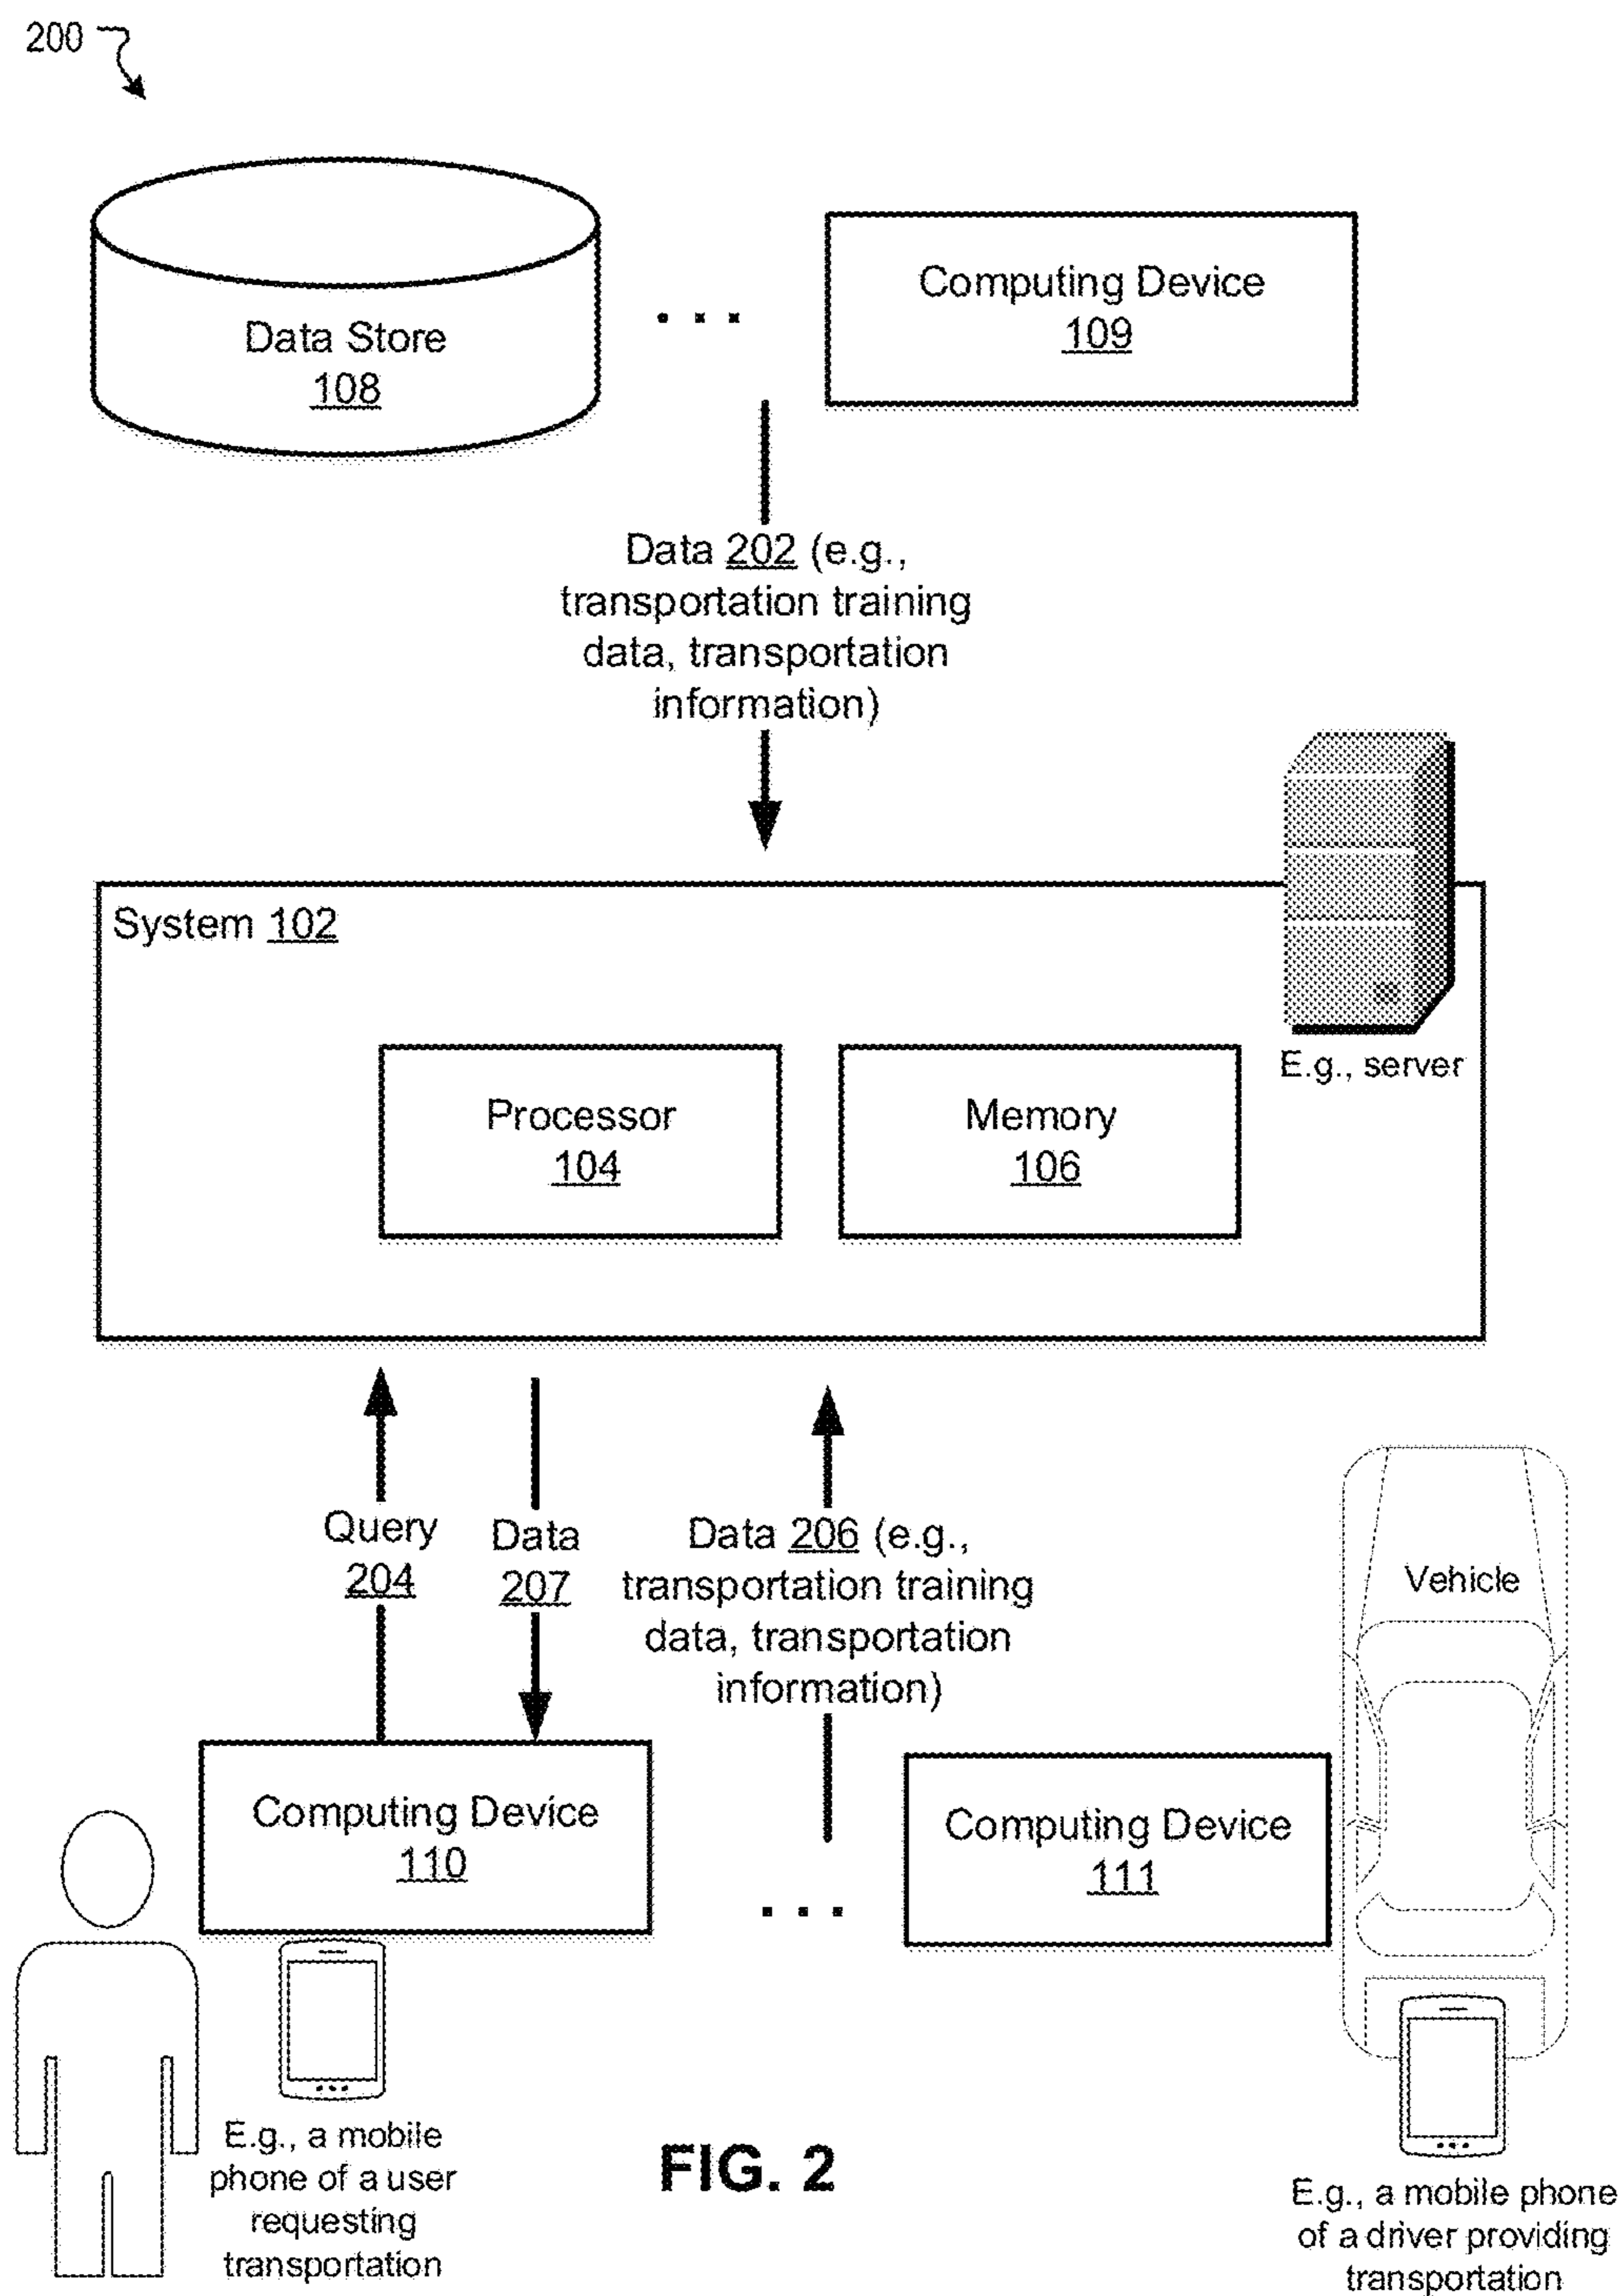 200
Data Store
108
. . .
Computing Device
109
Data 202 (e.g.,
transportation training
data, transportation
information)
System 102
E.g., server
Processor
104
Memory
106
Query
204
Data
207
Data 206 (e.g.,
transportation training
data, transportation
information)
Vehicle
Computing Device
110
. . .
Computing Device
111
E.g., a mobile
phone of a user
requesting
transportation
FIG. 2
E.g., a mobile phone
of a driver providing
transportation